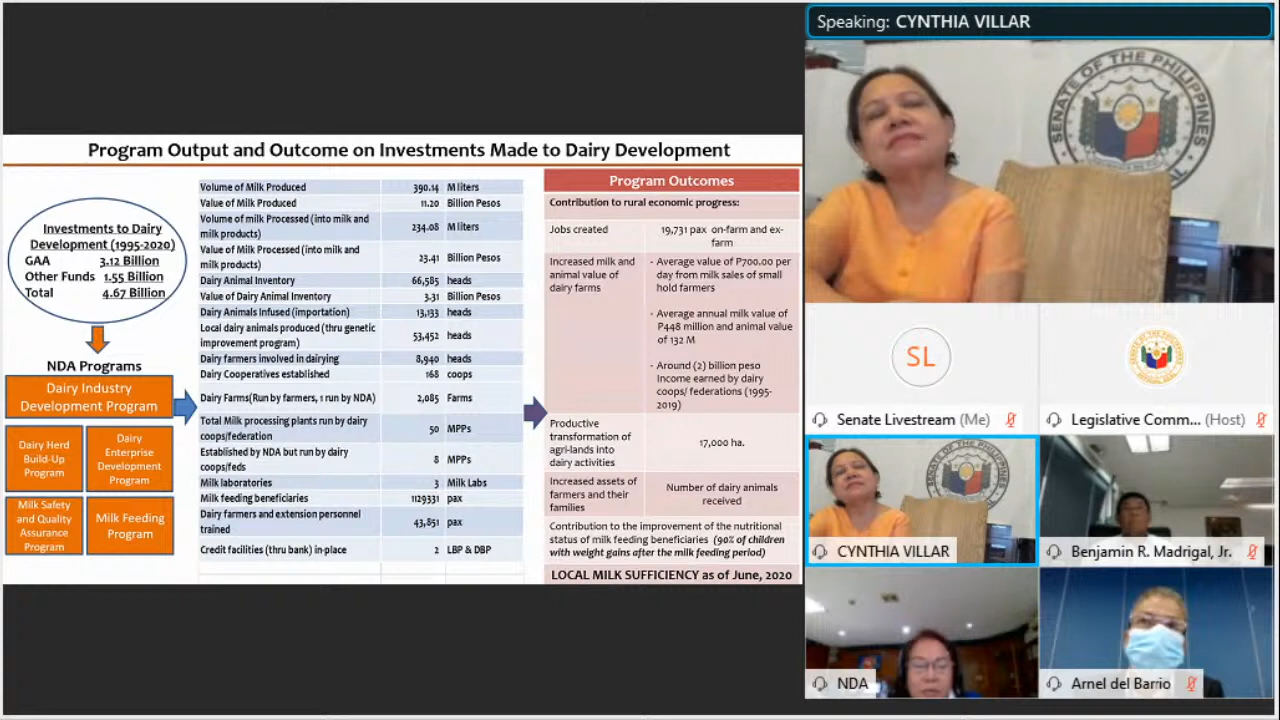 Speaking: CYNTHIA VILLAR
SENATE OF THE PHILIPPINES
Program Output and Outcome on Investments Made to Dairy Development
Investments to Dairy
Development (1995-2020)
GAA 3.12 Billion
Other Funds 1.55 Billion
Total 4.67 Billion
NDA Programs
Dairy Industry
Development Program
Dairy Herd
Build-Up
Program
Dairy
Enterprise
Development
Program
Milk Safety
and Quality
Assurance
Program
Milk Feeding
Program
Volume of Milk Produced 390.14 M liters
Value of Milk Produced 11.20 Billion Pesos
Volume of milk Processed (into milk and
milk products) 234.08 M liters
Value of Milk Processed (into milk and
milk products) 23.41 Billion Pesos
Dairy Animal Inventory 66,585 heads
Value of Dairy Animal Inventory 3.31 Billion Pesos
Dairy Animals Infused (importation) 13,133 heads
Local dairy animals produced (thru genetic
improvement program) 53,452 heads
Dairy farmers involved in dairying 8,940 heads
Dairy Cooperatives established 168 coops
Dairy Farms(Run by farmers, 1 run by NDA) 2,085 Farms
Total Milk processing plants run by dairy
coops/federation 50 MPPs
Established by NDA but run by dairy
coops/feds 8 MPPs
Milk laboratories 3 Milk Labs
Milk feeding beneficiaries 1129331 pax
Dairy farmers and extension personnel
trained 43,851 pax
Credit facilities (thru bank) in-place 2 LBP & DBP
Program Outcomes
Contribution to rural economic progress:
Jobs created 19,731 pax on-farm and ex-
farm
Increased milk and
animal value of
dairy farms
- Average value of P700.00 per
day from milk sales of small
hold farmers
- Average annual milk value of
P448 million and animal value
of 132 M
- Around (2) billion peso
Income earned by dairy
coops/ federations (1995-
2019)
Productive
transformation of
agri-lands into
dairy activities
17,000 ha.
Increased assets of
farmers and their
families
Number of dairy animals
received
Contribution to the improvement of the nutritional
status of milk feeding beneficiaries (90% of children
with weight gains after the milk feeding period)
LOCAL MILK SUFFICIENCY as of June, 2020
SL
Senate Livestream (Me)
Legislative Comm... (Host)
CYNTHIA VILLAR
Benjamin R. Madrigal, Jr.
NDA
Arnel del Barrio